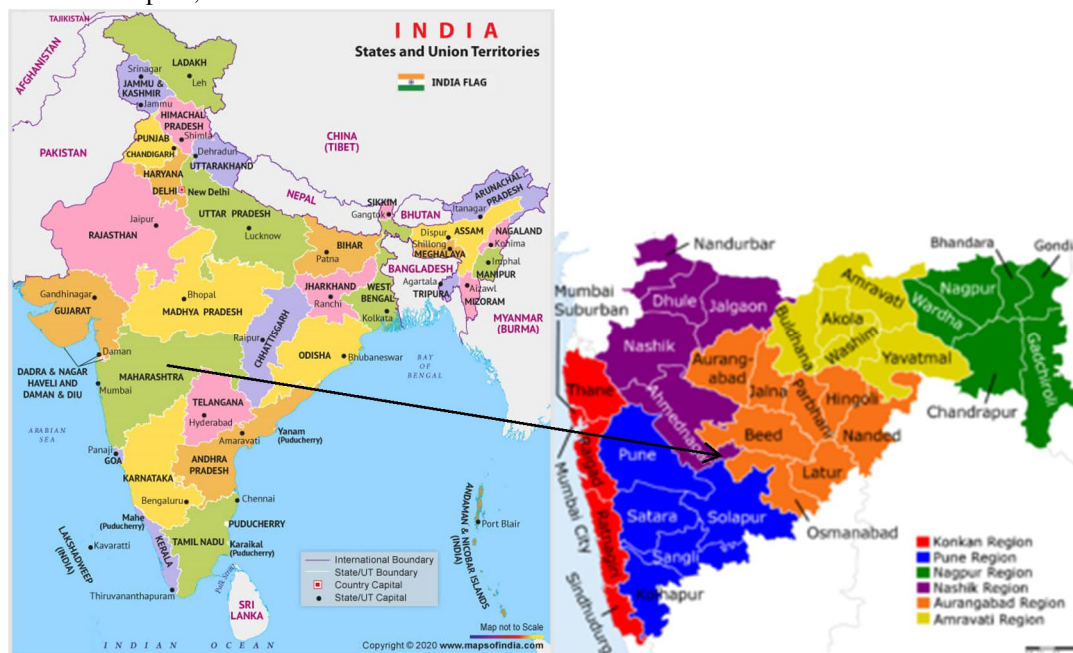 INDIA
States and Union Territories
INDIA FLAG
TAJIKISTAN
AFGHANISTAN
PAKISTAN
CHINA
(TIBET)
NEPAL
BHUTAN
BANGLADESH
MYANMAR
(BURMA)
SRI
LANKA
LADAKH
Leh
Srinagar
JAMMU &
KASHMIR
Jammu
HIMACHAL
PRADESH
Shimla
PUNJAB
CHANDIGARH
Dehradun
UTTARAKHAND
HARYANA
DELHI
New Delhi
UTTAR PRADESH
Lucknow
Jaipur
RAJASTHAN
SIKKIM
Gangtok
ARUNACHAL
PRADESH
Itanagar
ASSAM
Dispur
Shillong
MEGHALAYA
NAGALAND
Kohima
Imphal
MANIPUR
Aizawl
MIZORAM
Agartala
TRIPURA
BIHAR
Patna
JHARKHAND
Ranchi
WEST
BENGAL
Kolkata
Gandhinagar
GUJARAT
Bhopal
MADHYA PRADESH
Raipur
CHHATTISGARH
ODISHA
Bhubaneswar
Daman
DADRA & NAGAR
HAVELI AND
DAMAN & DIU
MAHARASHTRA
Mumbai
TELANGANA
Hyderabad
Amaravati
Yanam
(Puducherry)
ANDHRA
PRADESH
Panaji
GOA
KARNATAKA
Bengaluru
Chennai
Mahe
(Puducherry)
PUDUCHERRY
KERALA
TAMIL NADU
Karaikal
(Puducherry)
Thiruvananthapuram
LAKSHADWEEP
(INDIA)
Kavaratti
ANDAMAN & NICOBAR ISLANDS
(INDIA)
Port Blair
ARABIAN
SEA
BAY
OF
BENGAL
INDIAN OCEAN
International Boundary
State/UT Boundary
Country Capital
State/UT Capital
Map not to Scale
Copyright © 2020 www.mapsofindia.com
Nandurbar
Mumbai
Suburban
Dhule
Jalgaon
Nashik
Thane
Ahmednagar
Raigad
Mumbai City
Ratnagiri
Sindhudurg
Pune
Satara
Solapur
Sangli
Kolhapur
Aurang-
abad
Jalna
Parbhani
Hingoli
Beed
Nanded
Latur
Osmanabad
Buldhana
Akola
Washim
Amravati
Yavatmal
Wardha
Nagpur
Bhandara
Gondi
Chandrapur
Gadchiroli
Konkan Region
Pune Region
Nagpur Region
Nashik Region
Aurangabad Region
Amravati Region